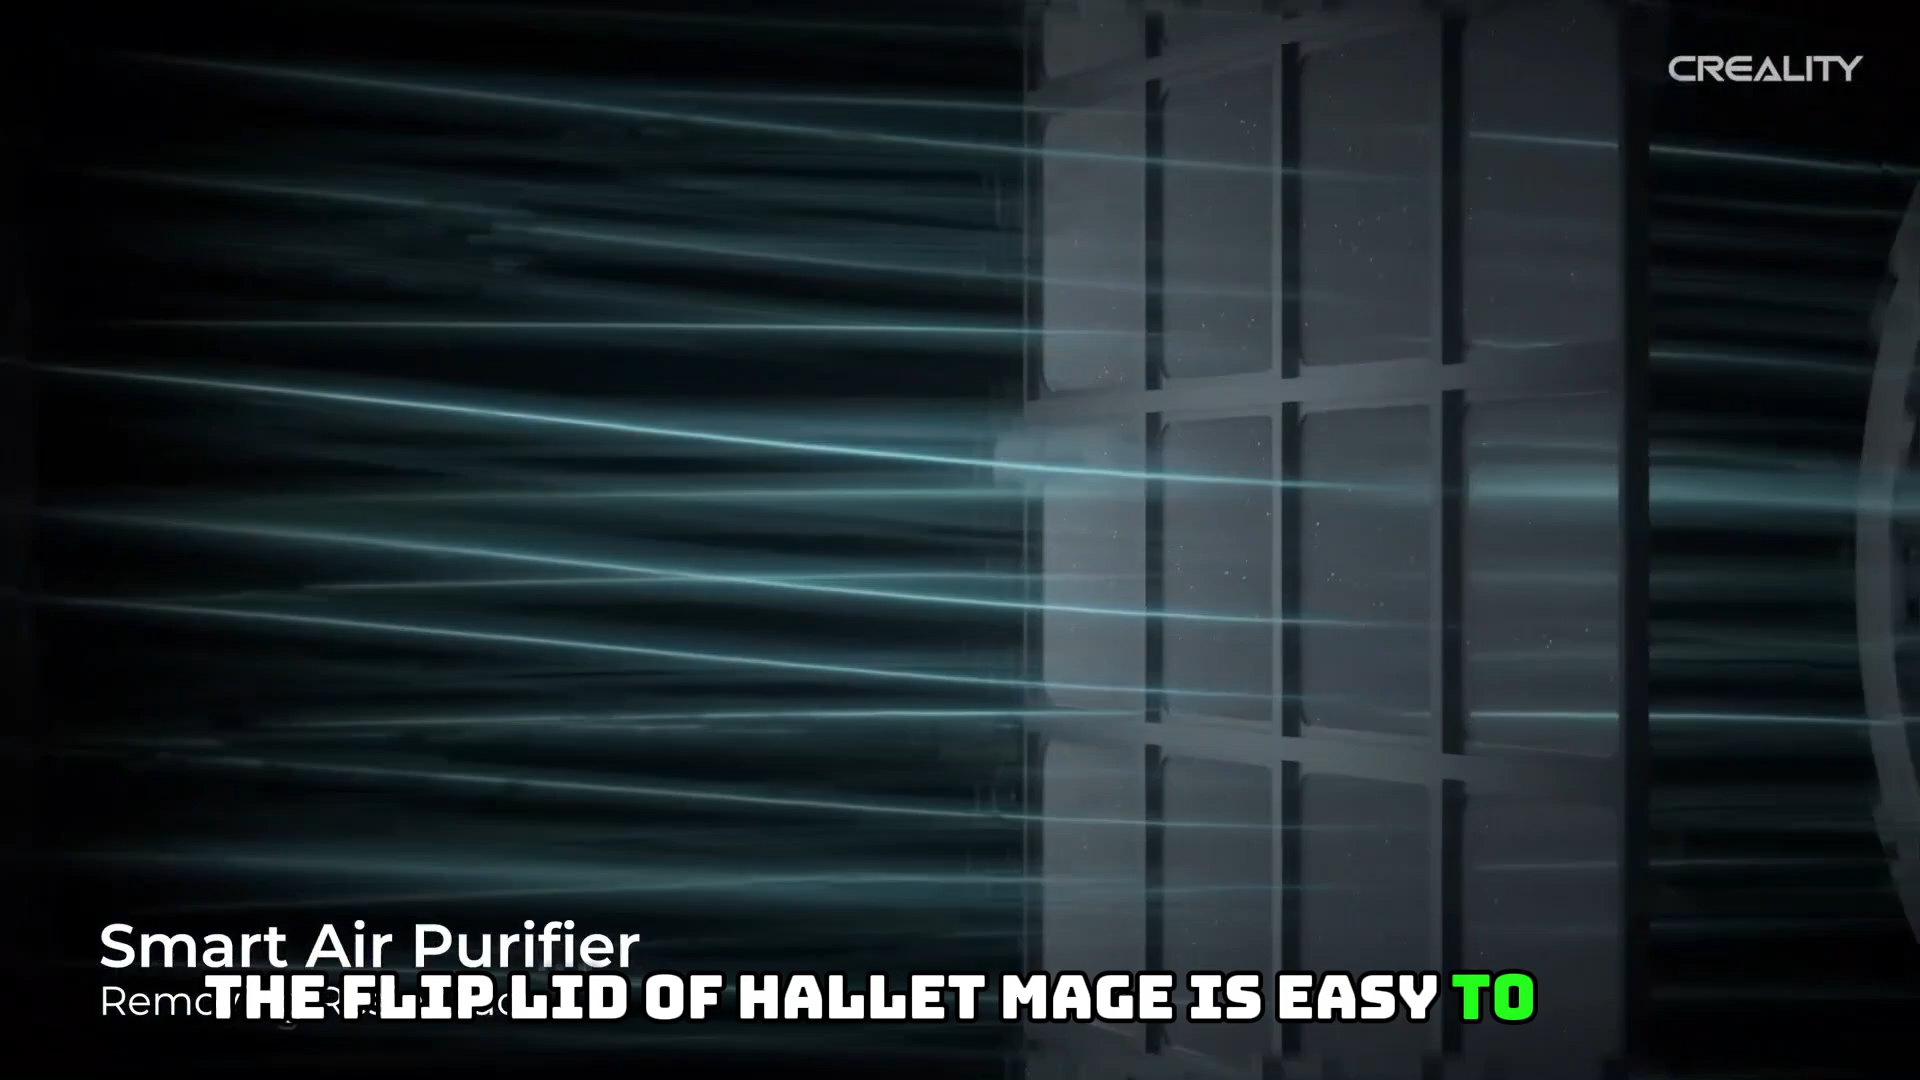 CREALITY
Smart Air Purifier
THE FLIP LID OF HALLET MAGE IS EASY TO